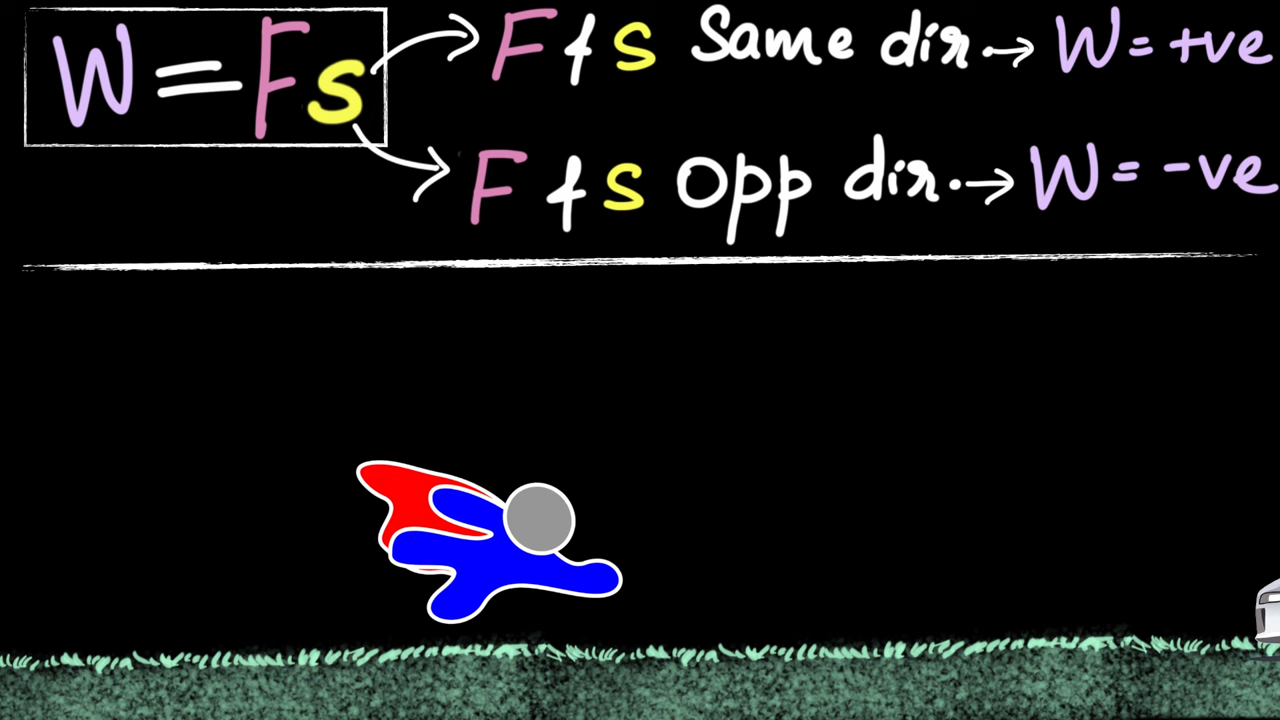 W = Fs
F & s Same dir. → W = +ve
F & s Opp dir. → W = -ve